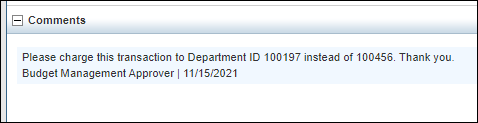 Comments
Please charge this transaction to Department ID 100197 instead of 100456. Thank you.
Budget Management Approver | 11/15/2021